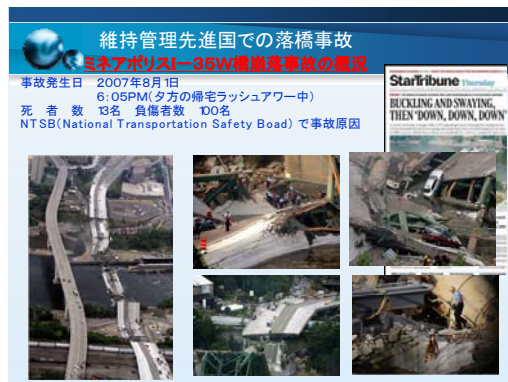 維持管理先進国での落橋事故
ミネアポリスI－35W橋崩落事故の概況
事故発生日　2007年8月1日
6：05PM（夕方の帰宅ラッシュアワー中）
死　者　数　13名　負傷者数　100名
NTSB（National Transportation Safety Boad）で事故原因
StarTribune Thursday
BUCKLING AND SWAYING,
THEN 'DOWN, DOWN, DOWN'